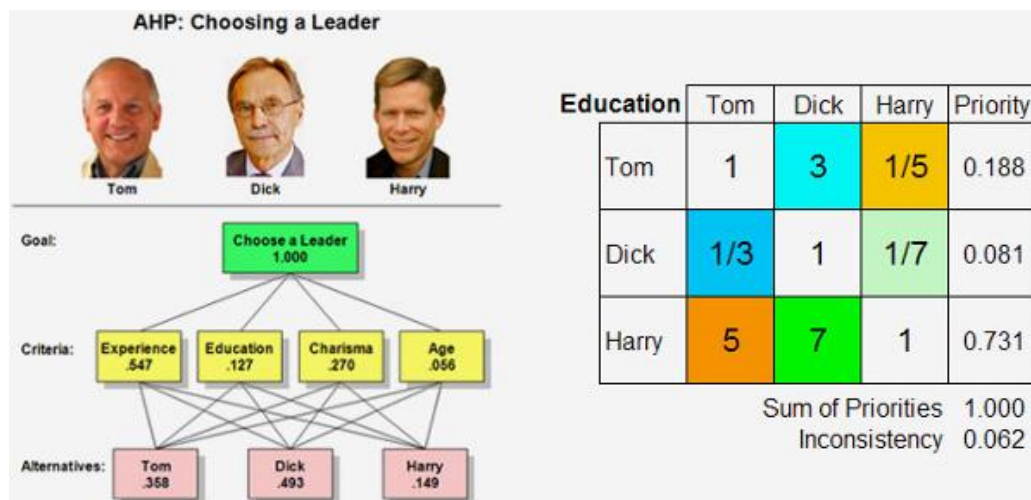 AHP: Choosing a Leader
Tom Dick Harry
Goal:
Choose a Leader
1.000
Criteria:
Experience
.547
Education
.127
Charisma
.270
Age
.056
Alternatives:
Tom
.358
Dick
.493
Harry
.149
Education Tom Dick Harry Priority
Tom 1 3 1/5 0.188
Dick 1/3 1 1/7 0.081
Harry 5 7 1 0.731
Sum of Priorities 1.000
Inconsistency 0.062